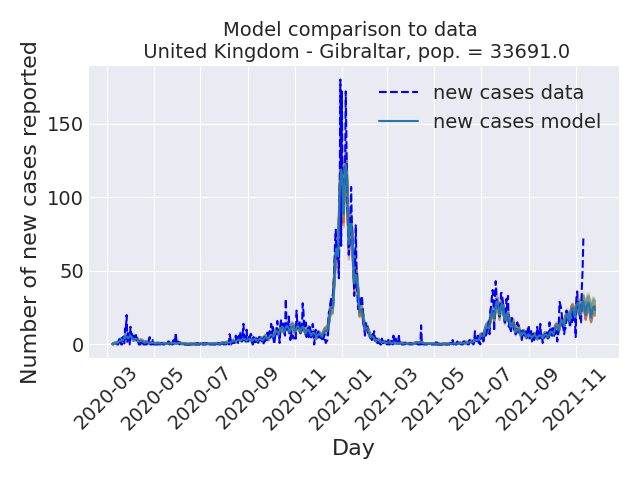 Model comparison to data
United Kingdom - Gibraltar, pop. = 33691.0
new cases data
new cases model
Number of new cases reported
150
100
50
0
2020-03
2020-05
2020-07
2020-09
2020-11
2021-01
2021-03
2021-05
2021-07
2021-09
2021-11
Day